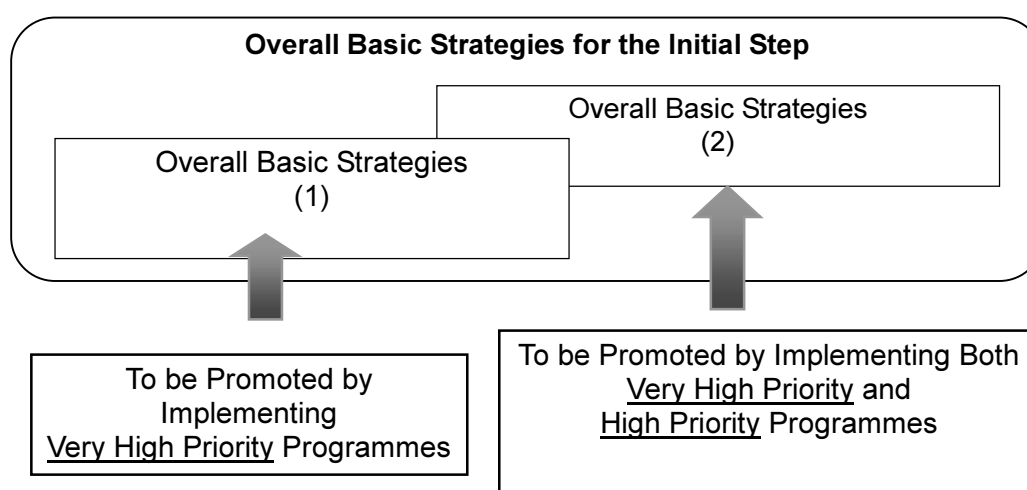 Overall Basic Strategies for the Initial Step
Overall Basic Strategies
(2)
Overall Basic Strategies
(1)
To be Promoted by
Implementing
Very High Priority Programmes
To be Promoted by Implementing Both
Very High Priority and
High Priority Programmes